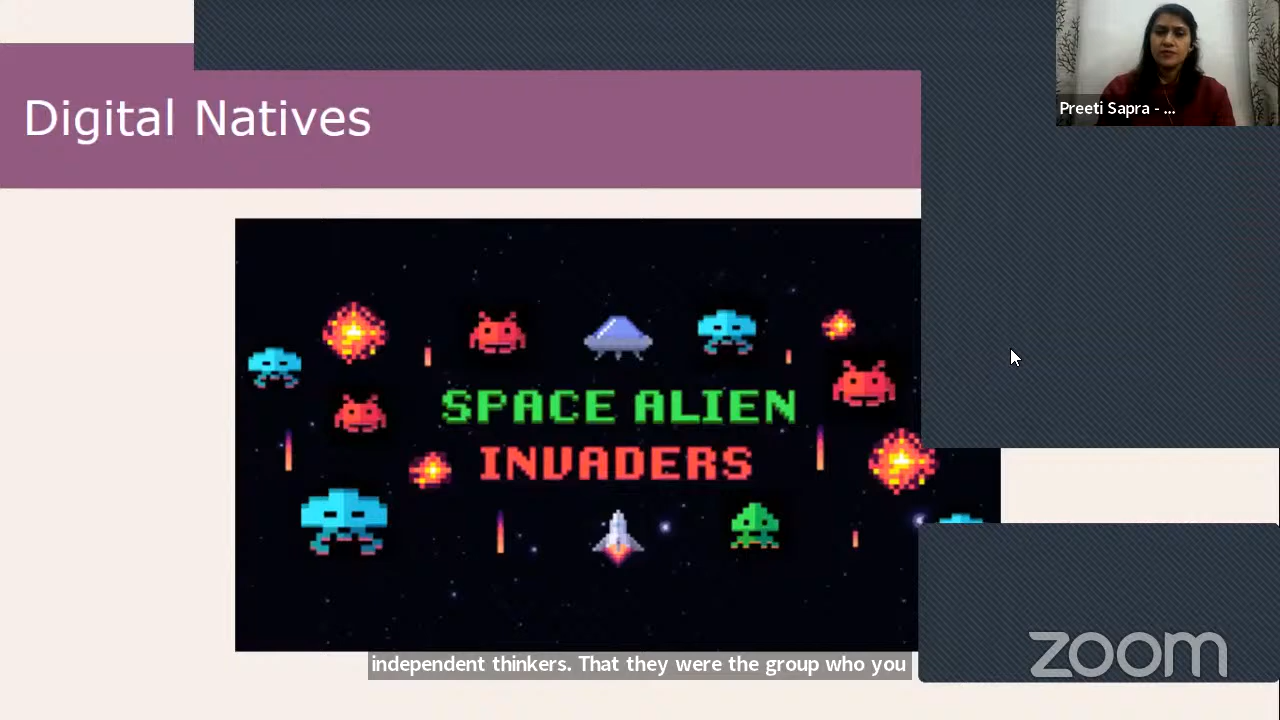 Digital Natives
Preeti Sapra - ...
SPACE ALIEN
INVADERS
independent thinkers. That they were the group who you
zoom